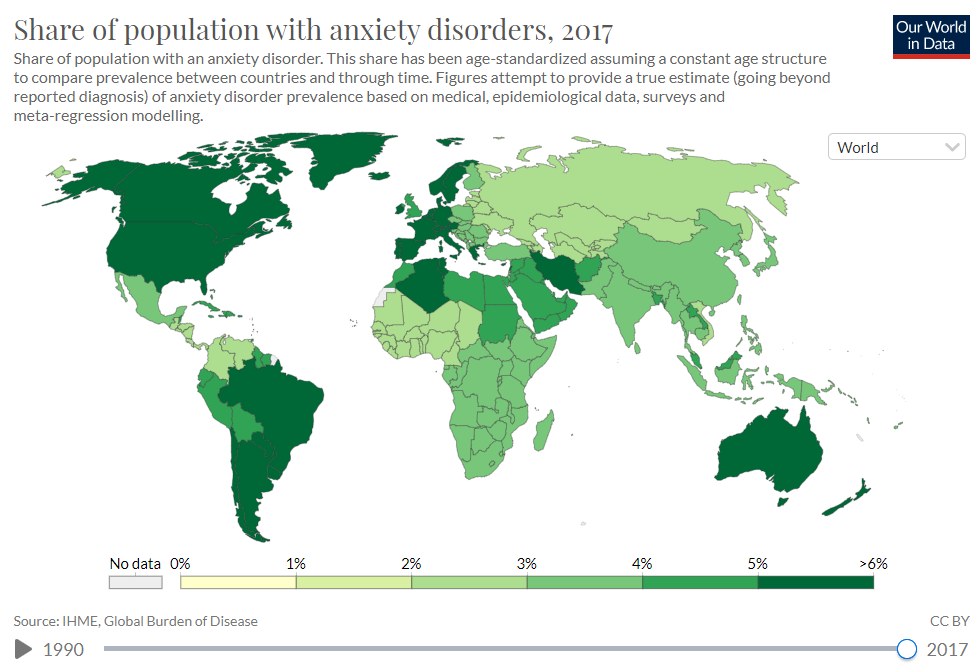 Share of population with anxiety disorders, 2017
Our World
in Data
Share of population with an anxiety disorder. This share has been age-standardized assuming a constant age structure
to compare prevalence between countries and through time. Figures attempt to provide a true estimate (going beyond
reported diagnosis) of anxiety disorder prevalence based on medical, epidemiological data, surveys and
meta-regression modelling.
World
No data 0% 1% 2% 3% 4% 5% >6%
Source: IHME, Global Burden of Disease
CC BY
1990 2017